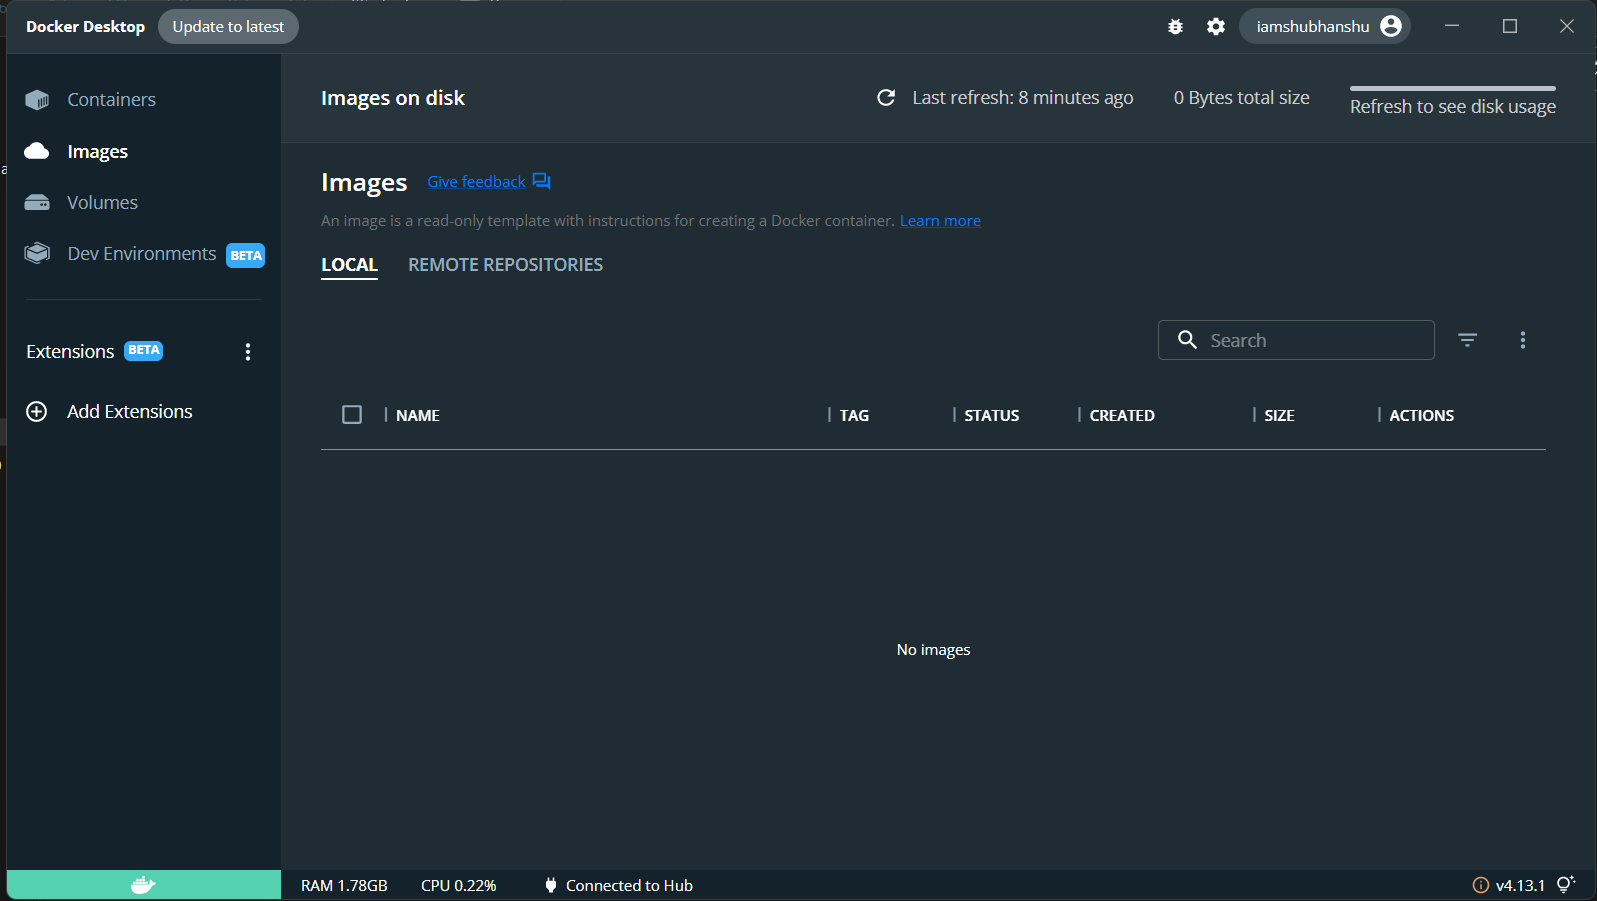 Docker Desktop Update to latest iamshubhanshu
Containers
Images
Volumes
Dev Environments BETA
Extensions BETA
Add Extensions
Images on disk Last refresh: 8 minutes ago 0 Bytes total size Refresh to see disk usage
Images Give feedback
An image is a read-only template with instructions for creating a Docker container. Learn more
LOCAL REMOTE REPOSITORIES
Search
NAME TAG STATUS CREATED SIZE ACTIONS
No images
RAM 1.78GB CPU 0.22% Connected to Hub v4.13.1